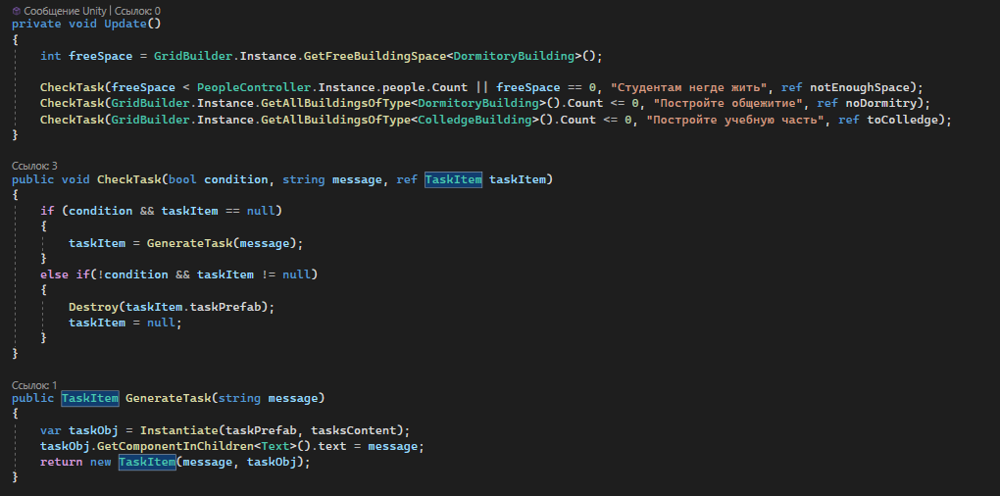 Сообщение Unity | Ссылок: 0
private void Update()
{
int freeSpace = GridBuilder.Instance.GetFreeBuildingSpace<DormitoryBuilding>();
CheckTask(freeSpace < PeopleController.Instance.people.Count || freeSpace == 0, "Студентам негде жить", ref notEnoughSpace);
CheckTask(GridBuilder.Instance.GetAllBuildingsOfType<DormitoryBuilding>().Count <= 0, "Постройте общежитие", ref noDormitry);
CheckTask(GridBuilder.Instance.GetAllBuildingsOfType<ColledgeBuilding>().Count <= 0, "Постройте учебную часть", ref toColledge);
}
Ссылок: 3
public void CheckTask(bool condition, string message, ref TaskItem taskItem)
{
if (condition && taskItem == null)
{
taskItem = GenerateTask(message);
}
else if(!condition && taskItem != null)
{
Destroy(taskItem.taskPrefab);
taskItem = null;
}
}
Ссылок: 1
public TaskItem GenerateTask(string message)
{
var taskObj = Instantiate(taskPrefab, tasksContent);
taskObj.GetComponentInChildren<Text>().text = message;
return new TaskItem(message, taskObj);
}